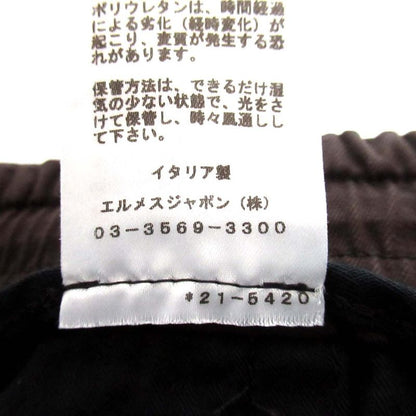 ポリウレタンは、時間経過
による劣化（経時変化）が
起こり、変質が発生する恐
れがあります。
保管方法は、できるだけ湿
気の少ない状態で、光をさ
けて保管し、時々風通しし
て下さい。
イタリア製
エルメスジャポン（株）
03-3569-3300
*21-5420